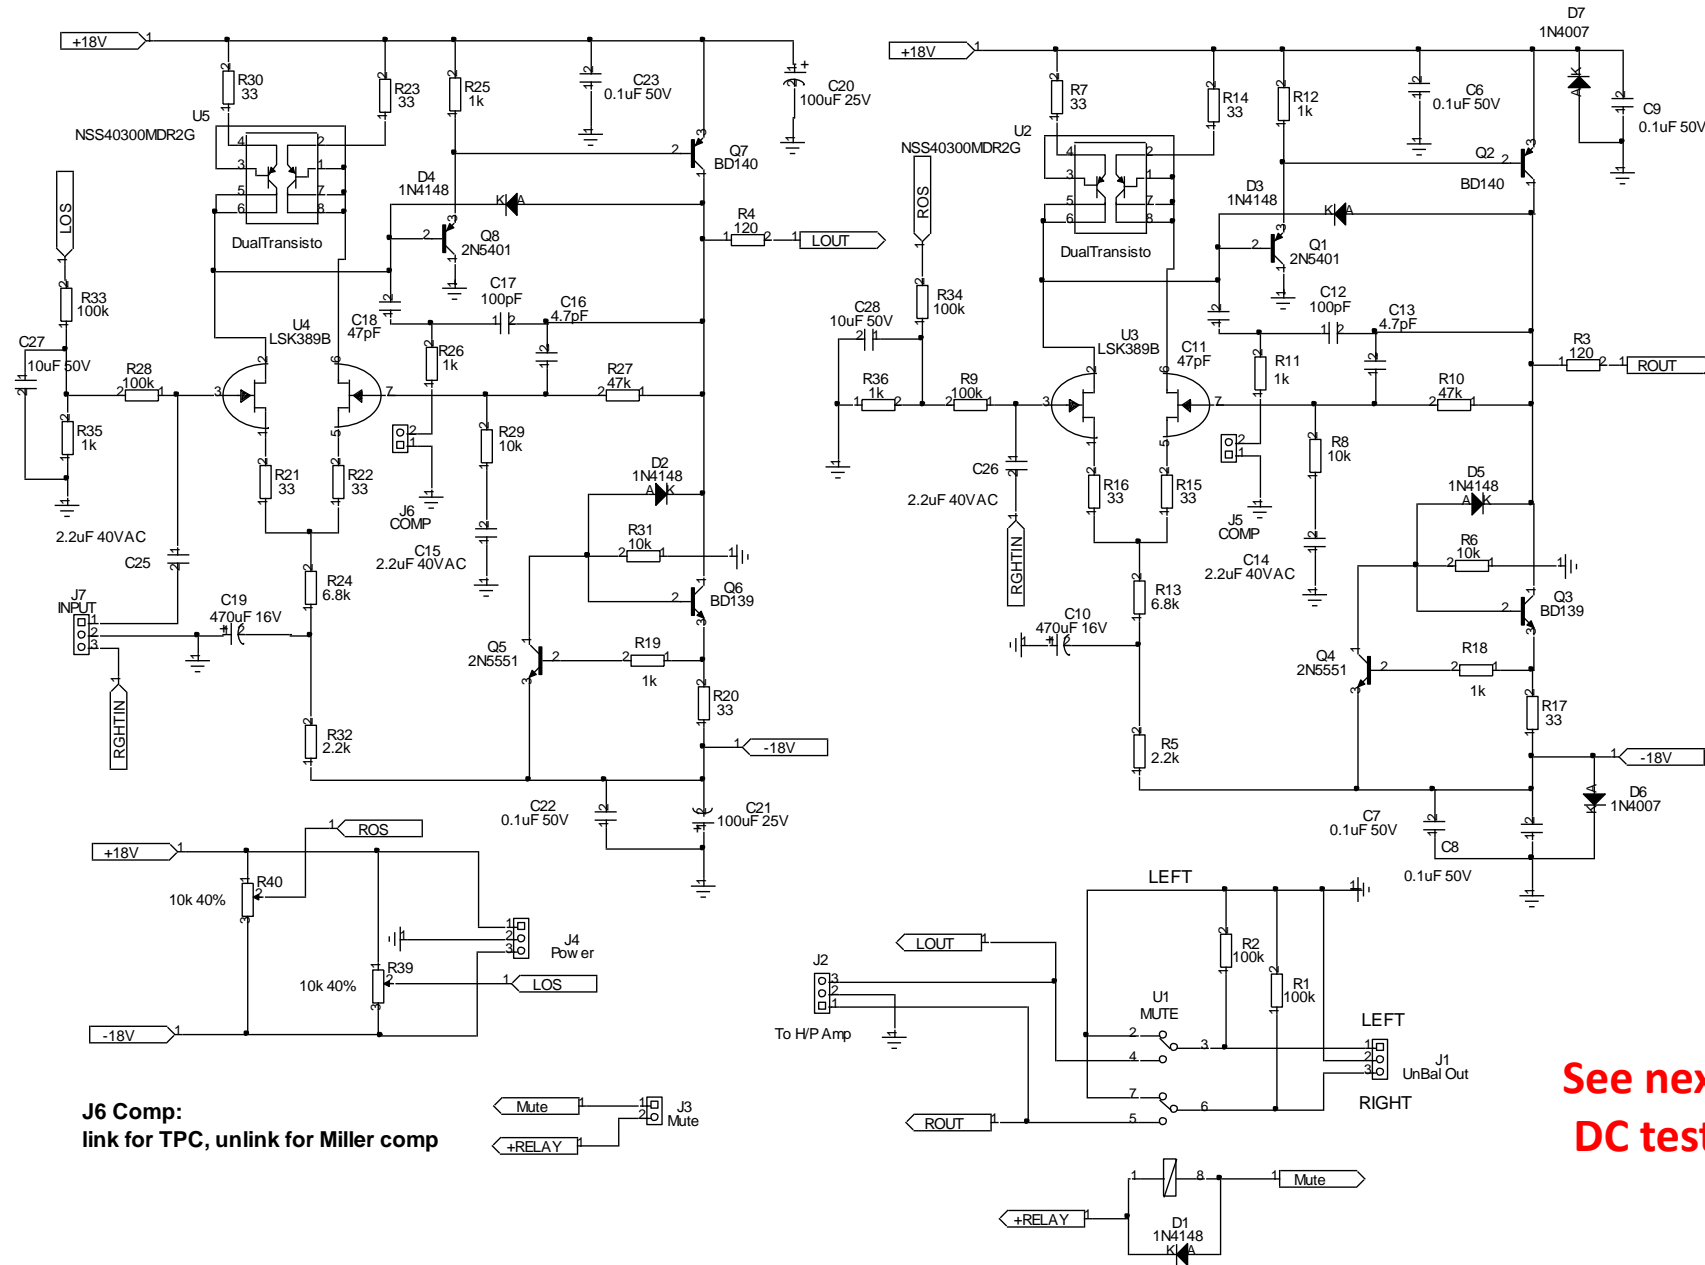 +18V
R30
33
R23
33
R25
1k
C23
0.1uF 50V
C20
100uF 25V
U5
NSS40300MDR2G
DualTransisto
Q7
BD140
D4
1N4148
Q8
2N5401
R4
120
LOUT
LOS
R33
100k
C27
10uF 50V
R28
100k
R35
1k
U4
LSK389B
C18
47pF
C17
100pF
C16
4.7pF
R26
1k
R27
47k
R29
10k
R21
33
R22
33
J6
COMP
D2
1N4148
R31
10k
C15
2.2uF 40VAC
2.2uF 40VAC
C25
J7
INPUT
RGHTIN
C19
470uF 16V
R24
6.8k
Q6
BD139
Q5
2N5551
R19
1k
R20
33
R32
2.2k
-18V
C22
0.1uF 50V
C21
100uF 25V
+18V
D7
1N4007
R7
33
R14
33
R12
1k
C6
0.1uF 50V
C9
0.1uF 50V
U2
NSS40300MDR2G
DualTransisto
Q2
BD140
D3
1N4148
Q1
2N5401
ROS
R34
100k
C28
10uF 50V
R36
1k
R9
100k
U3
LSK389B
C11
47pF
C12
100pF
C13
4.7pF
R11
1k
R10
47k
R3
120
ROUT
R8
10k
C26
2.2uF 40VAC
RGHTIN
R16
33
R15
33
J5
COMP
D5
1N4148
R6
10k
C14
2.2uF 40VAC
R13
6.8k
C10
470uF 16V
Q3
BD139
Q4
2N5551
R18
1k
R17
33
R5
2.2k
-18V
D6
1N4007
C7
0.1uF 50V
C8
0.1uF 50V
ROS
+18V
R40
10k 40%
R39
10k 40%
J4
Power
LOS
-18V
J6 Comp:
link for TPC, unlink for Miller comp
Mute
+RELAY
J3
Mute
LEFT
LOUT
J2
To H/P Amp
R2
100k
R1
100k
U1
MUTE
LEFT
J1
UnBal Out
RIGHT
ROUT
Mute
+RELAY
D1
1N4148
See nex
DC test